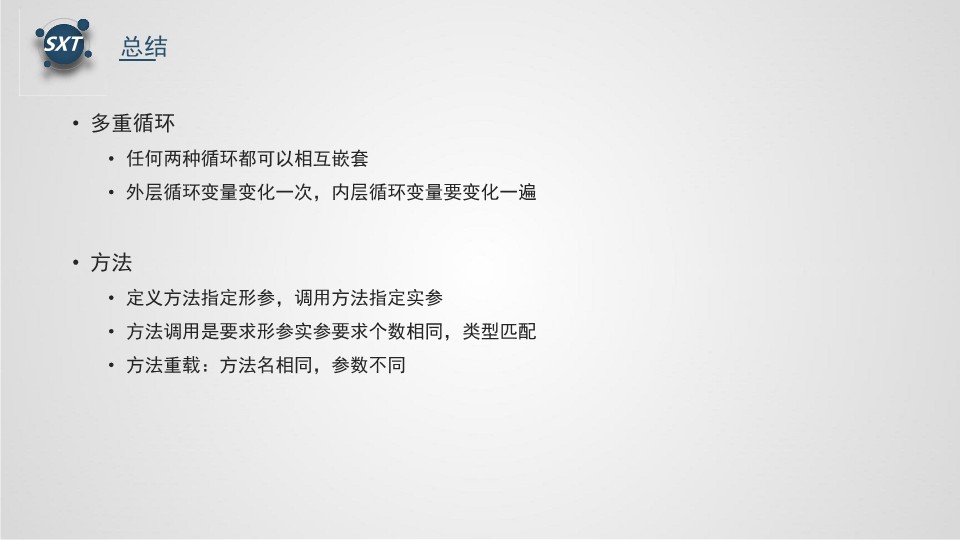 SXT
总结
• 多重循环
• 任何两种循环都可以相互嵌套
• 外层循环变量变化一次，内层循环变量要变化一遍
• 方法
• 定义方法指定形参，调用方法指定实参
• 方法调用是要求形参实参要求个数相同，类型匹配
• 方法重载：方法名相同，参数不同